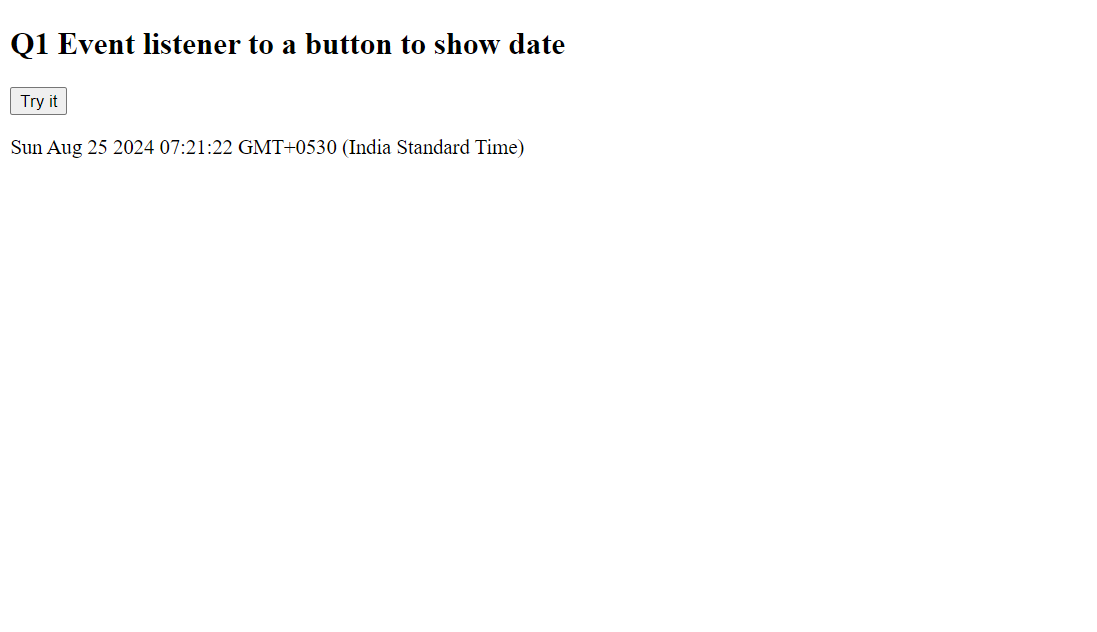 Q1 Event listener to a button to show date
Try it
Sun Aug 25 2024 07:21:22 GMT+0530 (India Standard Time)